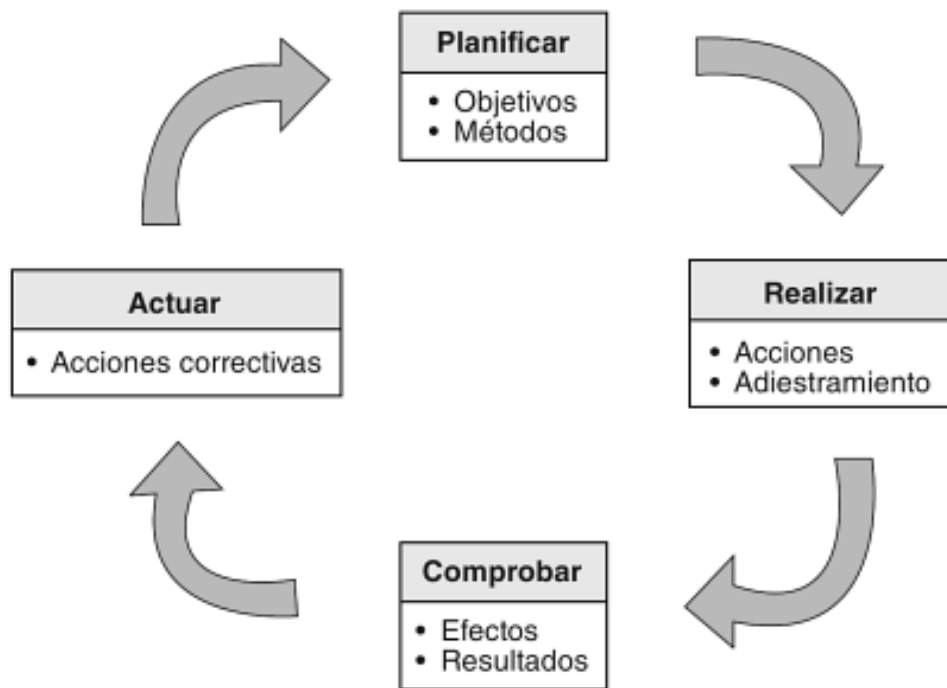 Planificar
• Objetivos
• Métodos
Realizar
• Acciones
• Adiestramiento
Comprobar
• Efectos
• Resultados
Actuar
• Acciones correctivas